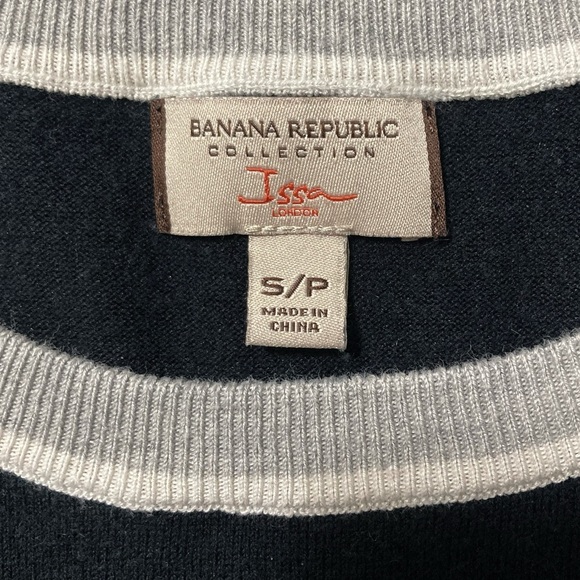 BANANA REPUBLIC
COLLECTION
Issa
LONDON
S/P
MADE IN
CHINA